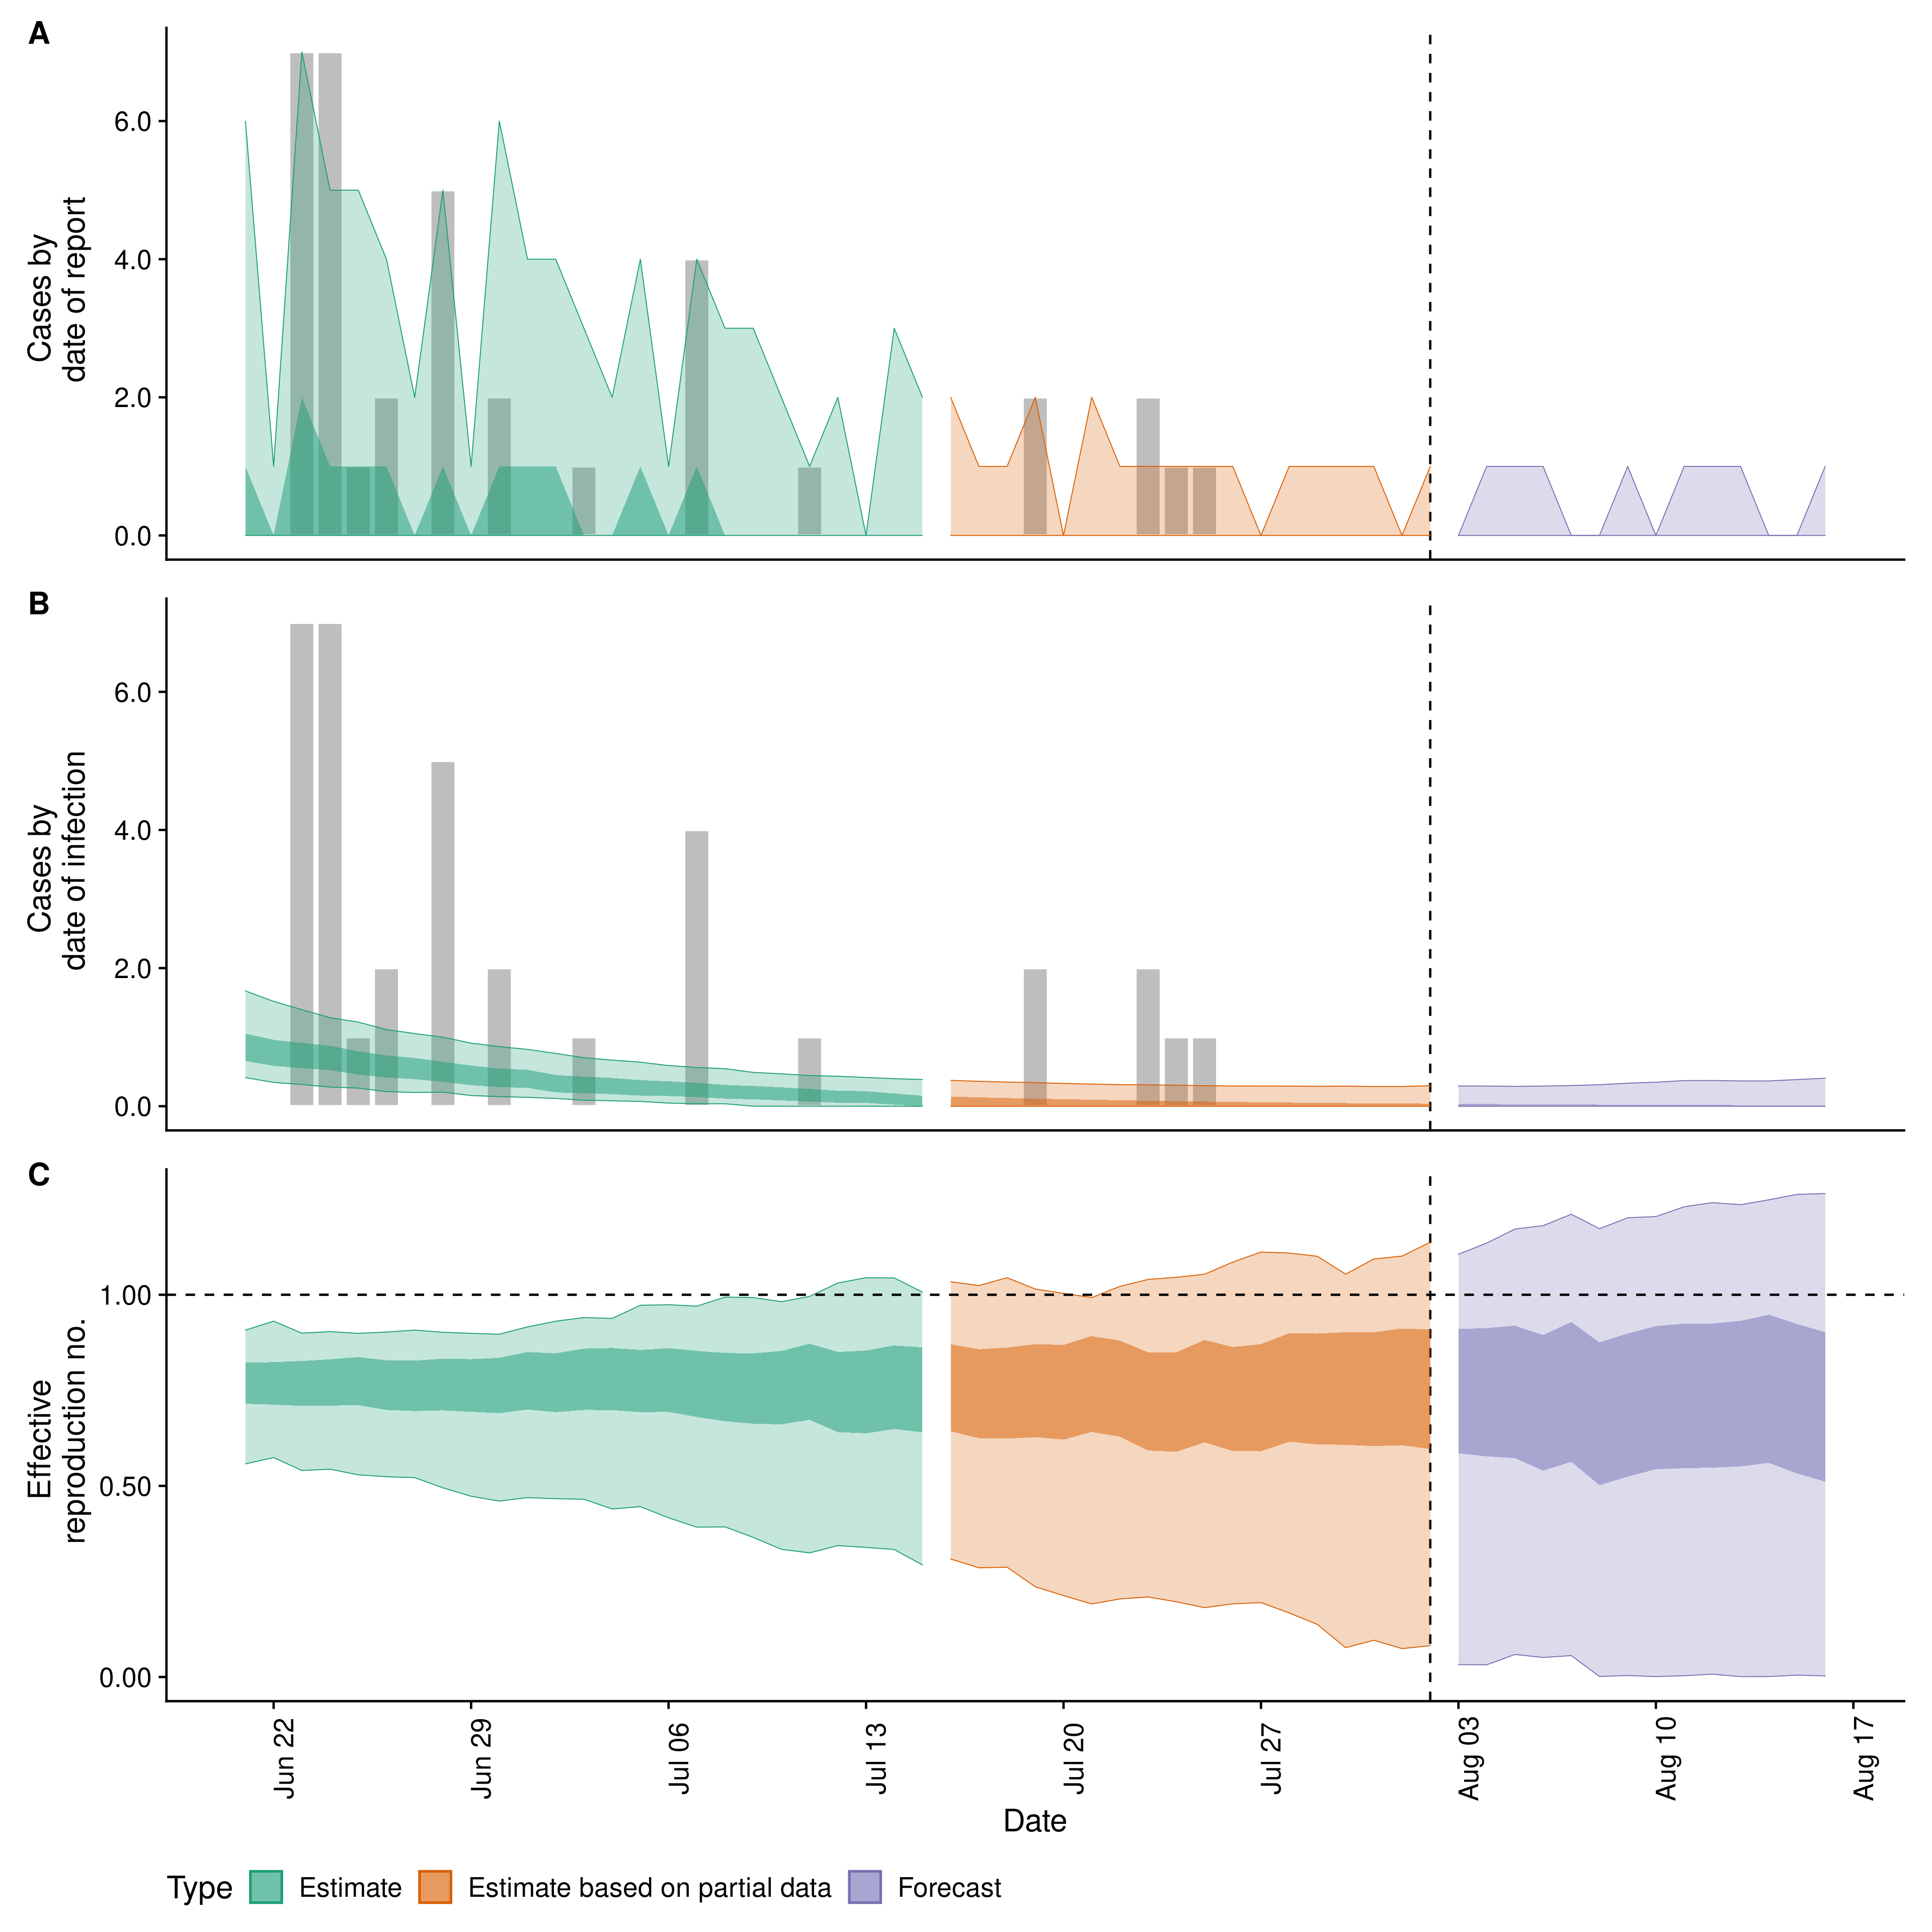 A
Cases by
date of report
6.0
4.0
2.0
0.0
B
Cases by
date of infection
6.0
4.0
2.0
0.0
C
Effective
reproduction no.
1.00
0.50
0.00
Jun 22
Jun 29
Jul 06
Jul 13
Jul 20
Jul 27
Aug 03
Aug 10
Aug 17
Date
Type Estimate Estimate based on partial data Forecast